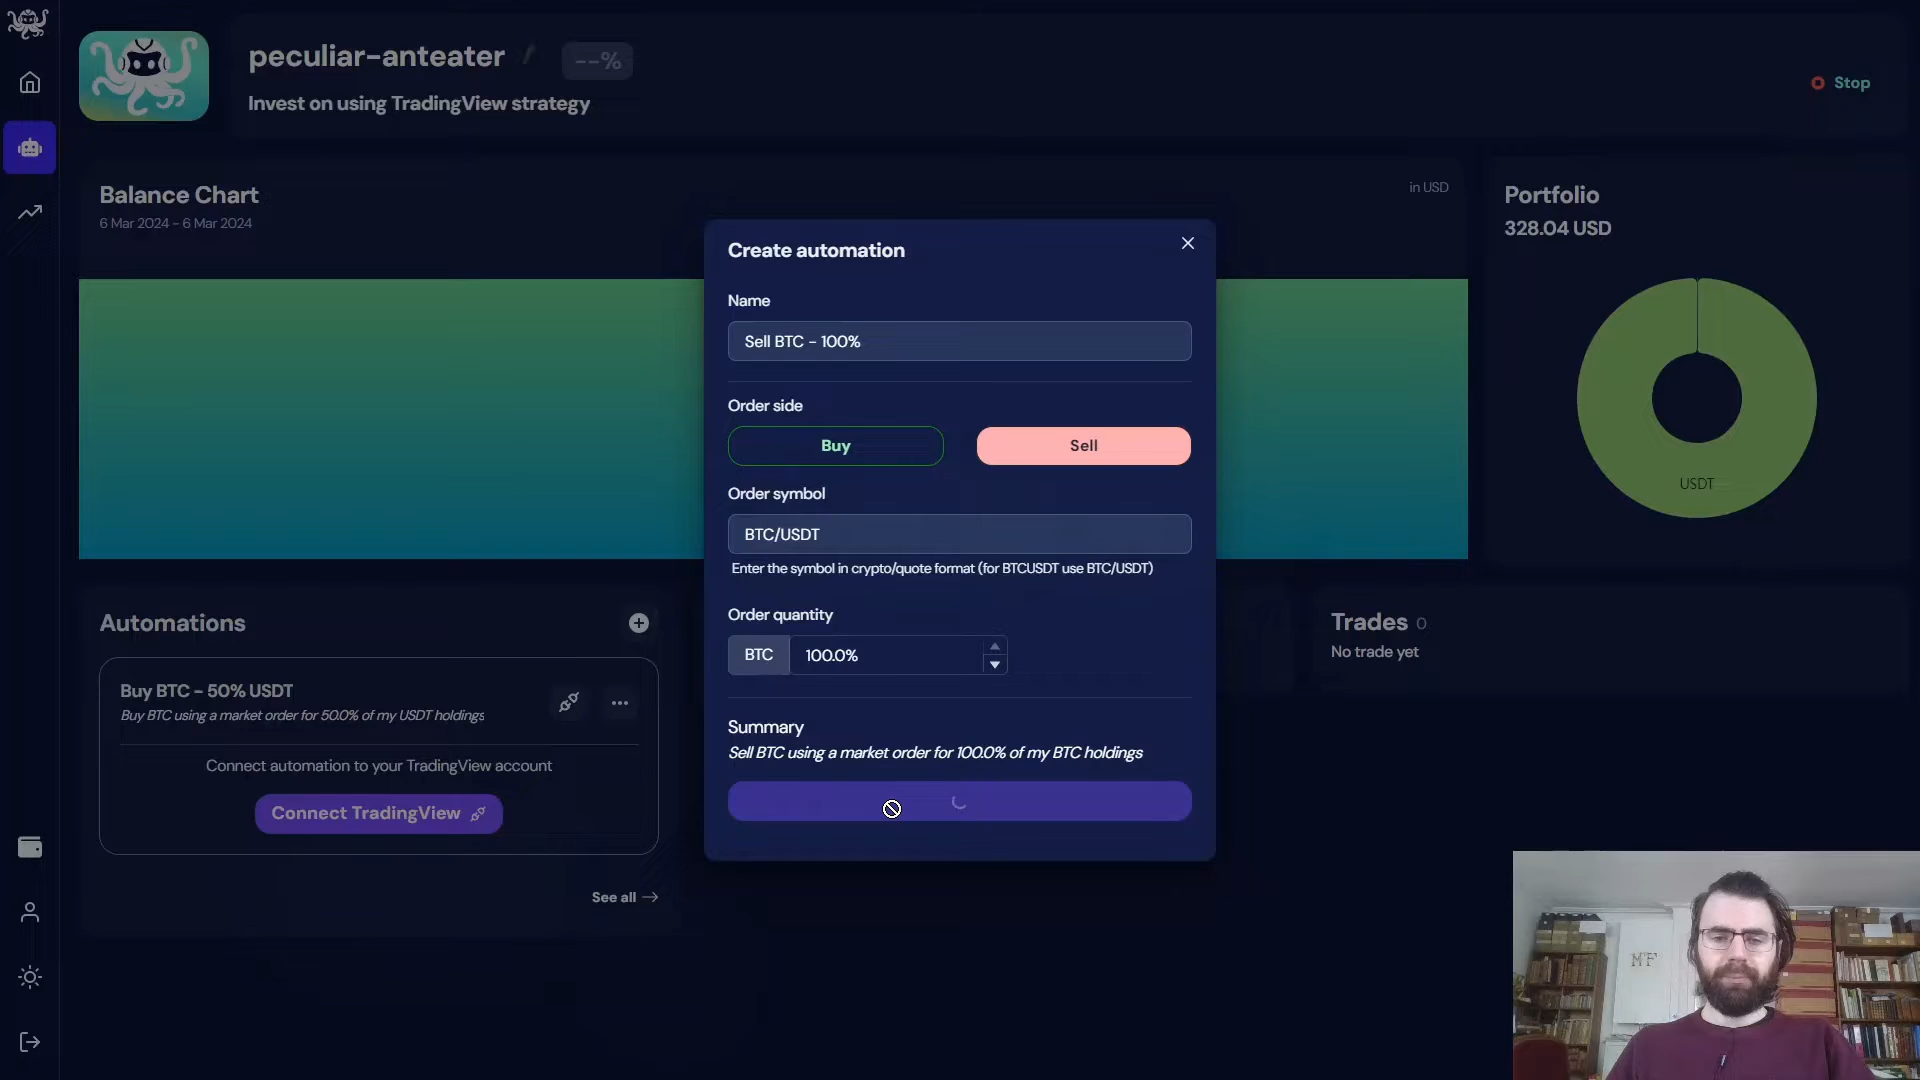 peculiar-anteater
--%
Invest on using TradingView strategy
Stop
Balance Chart
6 Mar 2024 - 6 Mar 2024
in USD
Portfolio
328.04 USD
USDT
Create automation
Name
Sell BTC - 100%
Order side
Buy
Sell
Order symbol
BTC/USDT
Enter the symbol in crypto/quote format (for BTCUSDT use BTC/USDT)
Order quantity
BTC
100.0%
Summary
Sell BTC using a market order for 100.0% of my BTC holdings
Automations
Buy BTC - 50% USDT
Buy BTC using a market order for 50.0% of my USDT holdings
Connect automation to your TradingView account
Connect TradingView
See all
Trades 0
No trade yet
MF